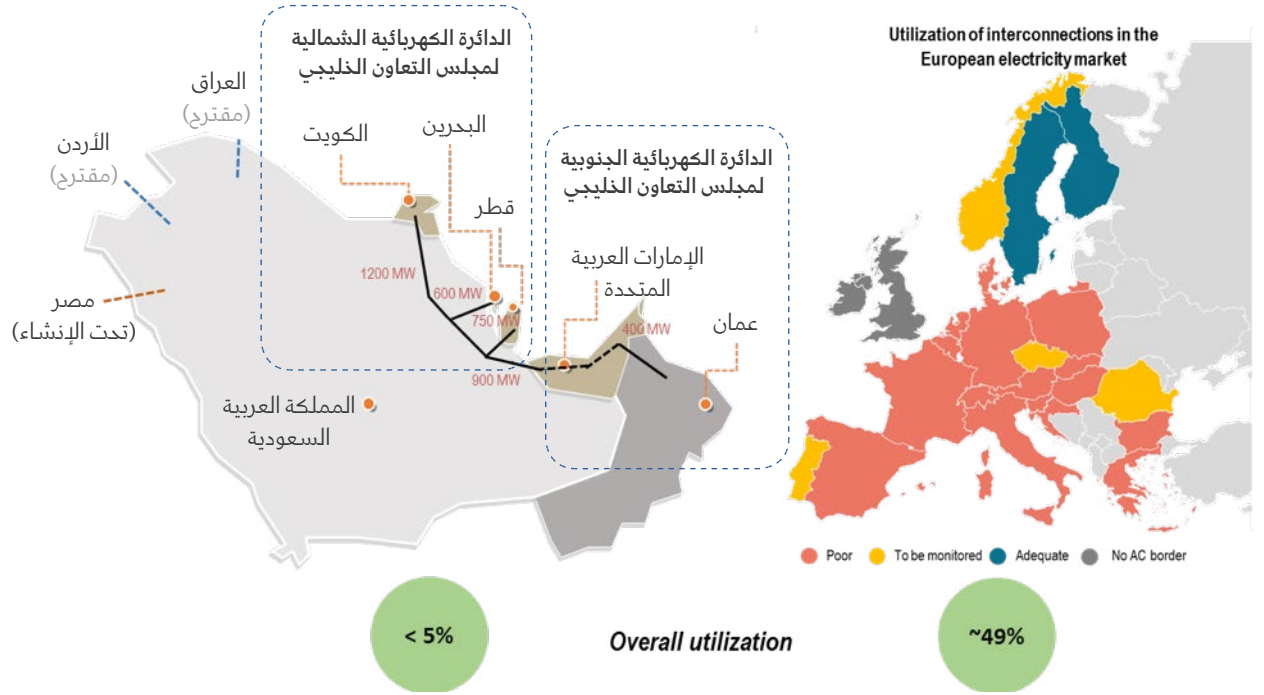 الدائرة الكهربائية الشمالية
لمجلس التعاون الخليجي
العراق
(مقترح)
الأردن
(مقترح)
الكويت
البحرين
قطر
الدائرة الكهربائية الجنوبية
لمجلس التعاون الخليجي
الإمارات العربية
المتحدة
عمان
مصر
(تحت الإنشاء)
المملكة العربية
السعودية
1200 MW
600 MW
750 MW
900 MW
400 MW
Utilization of interconnections in the
European electricity market
Poor
To be monitored
Adequate
No AC border
< 5%
Overall utilization
~49%